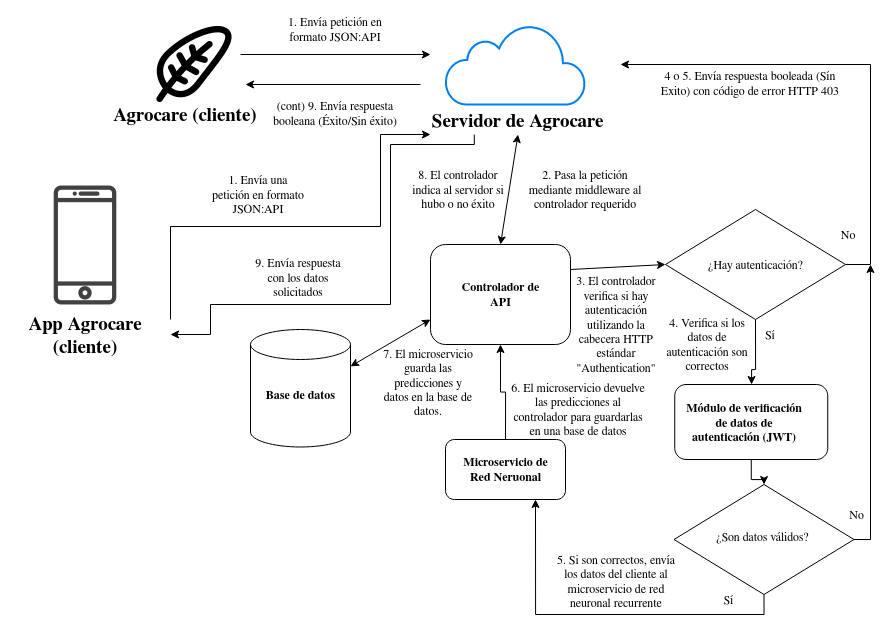 1. Envía petición en
formato JSON:API
4 o 5. Envía respuesta booleada (Sín
Exito) con código de error HTTP 403
Agrocare (cliente)
(cont) 9. Envía respuesta
booleana (Éxito/Sin éxito)
Servidor de Agrocare
1. Envía una
petición en formato
JSON:API
8. El controlador
indica al servidor si
hubo o no éxito
2. Pasa la petición
mediante middleware al
controlador requerido
No
¿Hay autenticación?
9. Envía respuesta
con los datos
solicitados
Controlador de
API
3. El controlador
verifica si hay
autenticación
utilizando la
cabecera HTTP
estándar
"Authentication"
App Agrocare
(cliente)
4. Verifica si los
datos de
autenticación son
correctos
Sí
7. El microservicio
guarda las
predicciones y
datos en la base de
datos.
Base de datos
6. El microservicio devuelve
las predicciones al
controlador para guardarlas
en una base de datos
Módulo de verificación
de datos de
autenticación (JWT)
Microservicio de
Red Neruonal
No
¿Son datos válidos?
5. Si son correctos, envía
los datos del cliente al
microservicio de red
neuronal recurrente
Sí